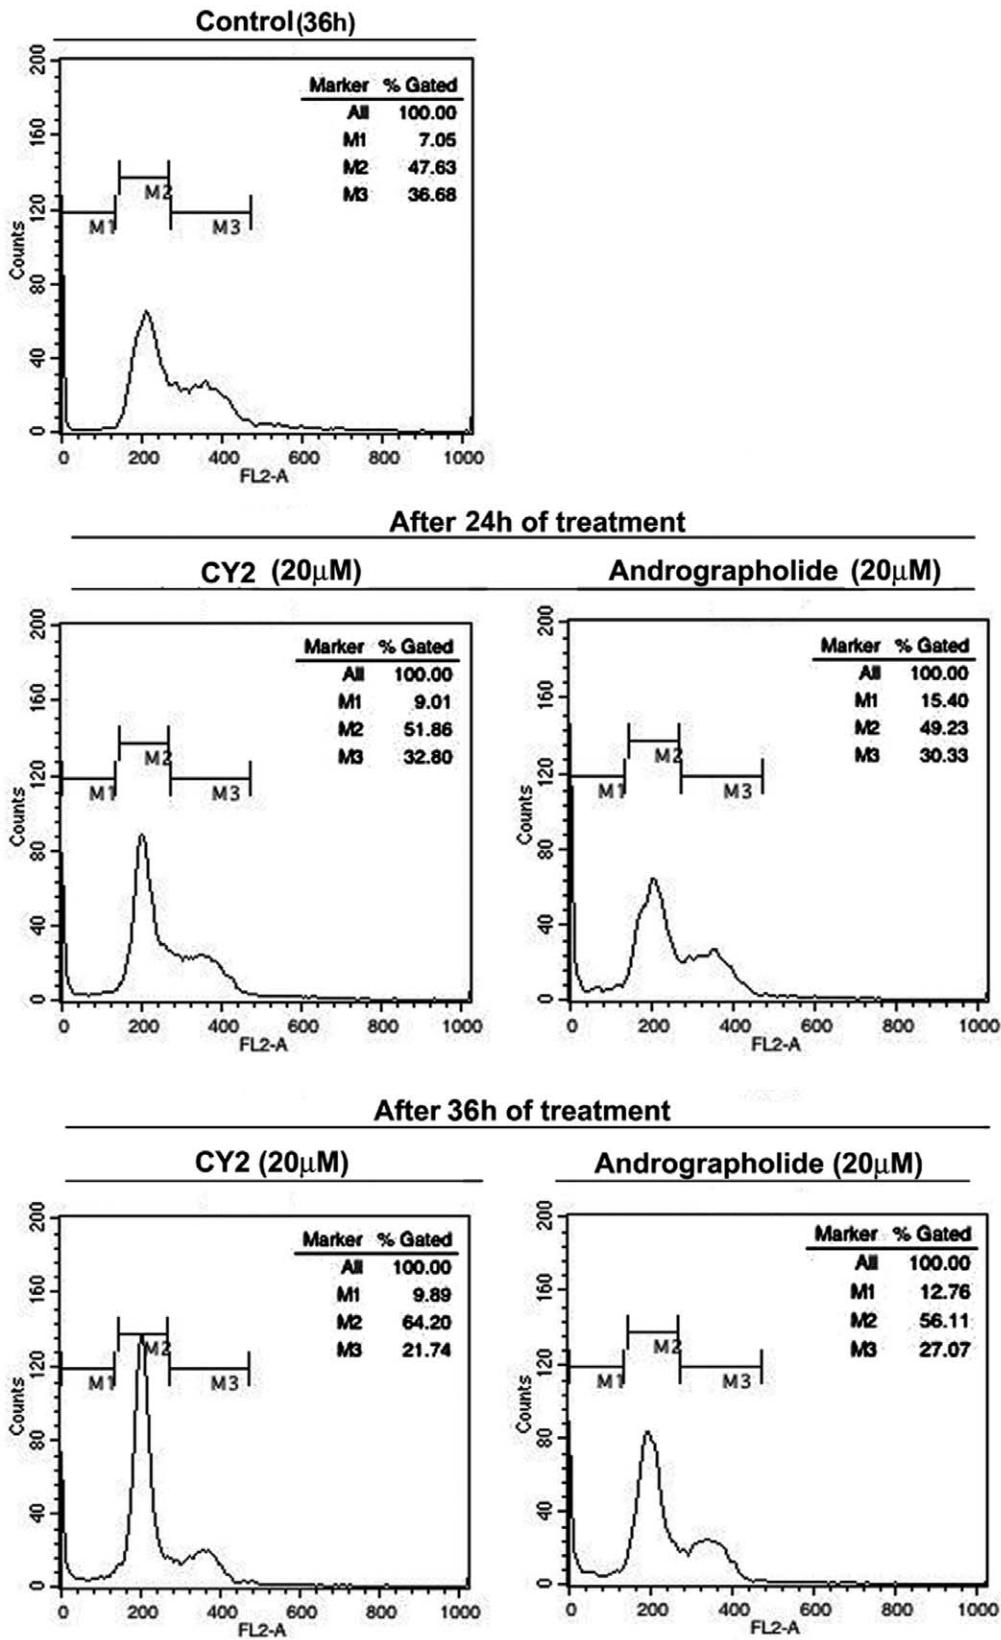 Control(36h)
Marker % Gated
All 100.00
M1 7.05
M2 47.63
M3 36.68
200
160
120
80
40
0
Counts
M2
M1 M3
0 200 400 600 800 1000
FL2-A
After 24h of treatment
CY2 (20μM) Andrographolide (20μM)
Marker % Gated
All 100.00
M1 9.01
M2 51.86
M3 32.80
200
160
120
80
40
0
Counts
M2
M1 M3
0 200 400 600 800 1000
FL2-A
Marker % Gated
All 100.00
M1 15.40
M2 49.23
M3 30.33
200
160
120
80
40
0
Counts
M2
M1 M3
0 200 400 600 800 1000
FL2-A
After 36h of treatment
CY2 (20μM) Andrographolide (20μM)
Marker % Gated
All 100.00
M1 9.89
M2 64.20
M3 21.74
200
160
120
80
40
0
Counts
M2
M1 M3
0 200 400 600 800 1000
FL2-A
Marker % Gated
All 100.00
M1 12.76
M2 56.11
M3 27.07
200
160
120
80
40
0
Counts
M2
M1 M3
0 200 400 600 800 1000
FL2-A